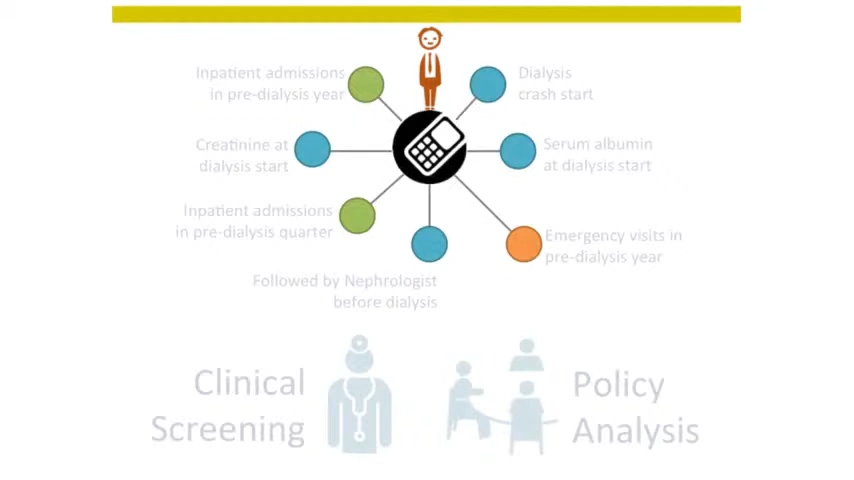 Inpatient admissions
in pre-dialysis year
Dialysis
crash start
Creatinine at
dialysis start
Serum albumin
at dialysis start
Inpatient admissions
in pre-dialysis quarter
Emergency visits in
pre-dialysis year
Followed by Nephrologist
before dialysis
Clinical
Screening
Policy
Analysis